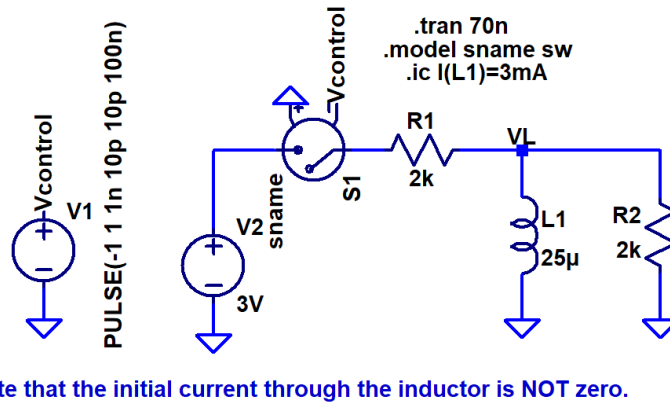 .tran 70n
.model sname sw
.ic I(L1)=3mA
PULSE(-1 1 1n 10p 10p 100n)
Vcontrol
Vcontrol
+
R1
VL
2k
S1
sname
V1
+
V2
+
3V
L1
25µ
R2
2k
that the initial current through the inductor is NOT zero.